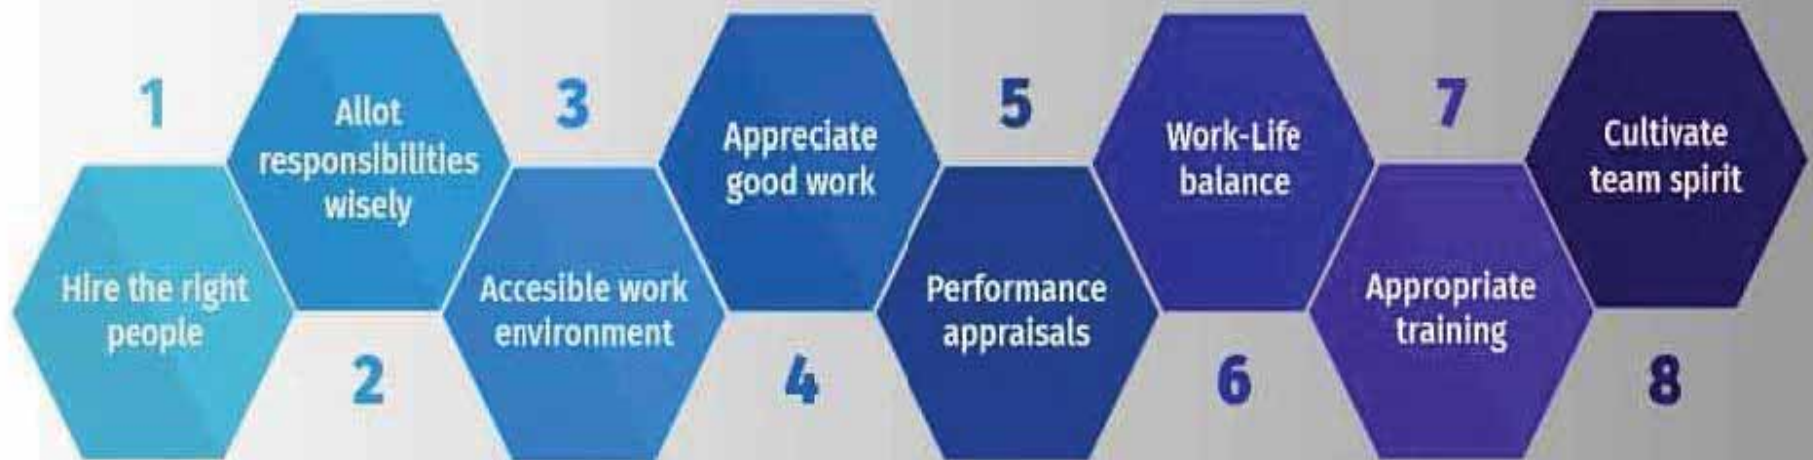 1
Hire the right
people
Allot
responsibilities
wisely
2
3
Accesible work
environment
Appreciate
good work
4
5
Performance
appraisals
Work-Life
balance
6
7
Appropriate
training
Cultivate
team spirit
8